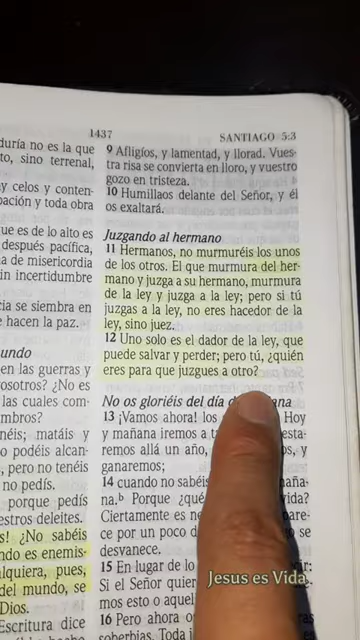 1437
SANTIAGO 5:3
duría no es la que
to, sino terrenal,
y celos y conten-
bación y toda obra
que es de lo alto es
después pacífica,
a de misericordia
in incertidumbre
cia se siembra en
hacen la paz.
undo
en las guerras y
osotros? ¿No es
las cuales com-
mbros?
néis; matáis y
o podéis alcan-
, pero no tenéis
no pedís.
porque pedís
estros deleites.
s! ¿No sabéis
ndo es enemis-
alquiera, pues,
del mundo, se
Dios.
Escritura dice
9 Afligíos, y lamentad, y llorad. Vues-
tra risa se convierta en lloro, y vuestro
gozo en tristeza.
10 Humillaos delante del Señor, y él
os exaltará.
Juzgando al hermano
11 Hermanos, no murmuréis los unos
de los otros. El que murmura del her-
mano y juzga a su hermano, murmura
de la ley y juzga a la ley; pero si tú
juzgas a la ley, no eres hacedor de la
ley, sino juez.
12 Uno solo es el dador de la ley, que
puede salvar y perder; pero tú, ¿quién
eres para que juzgues a otro?
No os gloriéis del día d ana
13 ¡Vamos ahora! los Hoy
y mañana iremos a esta-
remos allá un año, os, y
ganaremos;
14 cuando no sabéis aña-
na.b Porque ¿qué vida?
Ciertamente es ne pare-
ce por un poco d o se
desvanece.
15 En lugar de lo
Si el Señor quier
mos esto o aquel
16 Pero ahora o ras
soberbias. Toda j
Jesus es Vida